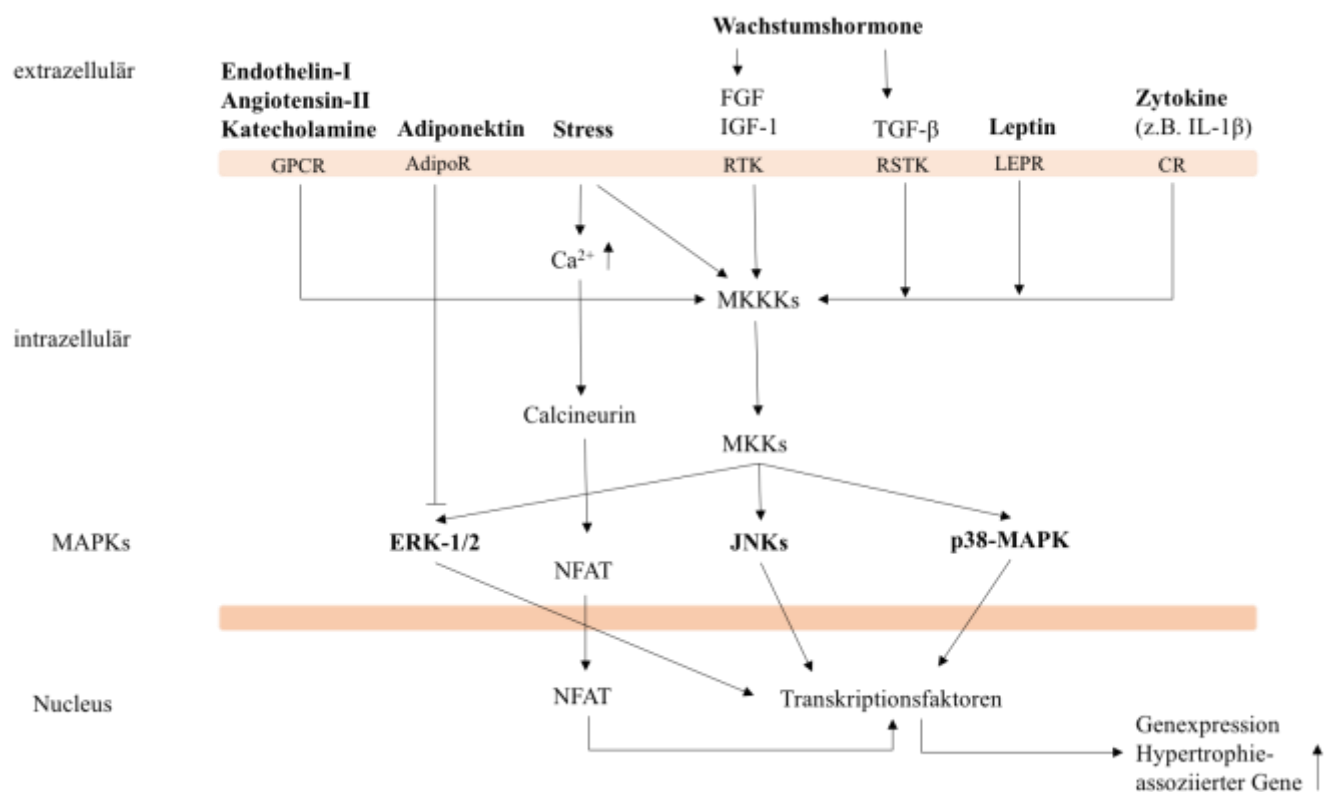 Wachstumshormone
extrazellulär
Endothelin-I
Angiotensin-II
Katecholamine
Adiponektin
Stress
FGF
IGF-1
TGF-β
Leptin
Zytokine
(z.B. IL-1β)
GPCR
AdipoR
RTK
RSTK
LEPR
CR
Ca²⁺
MKKKs
intrazellulär
Calcineurin
MKKs
MAPKs
ERK-1/2
JNKs
p38-MAPK
NFAT
Nucleus
NFAT
Transkriptionsfaktoren
Genexpression
Hypertrophie-
assoziierter Gene